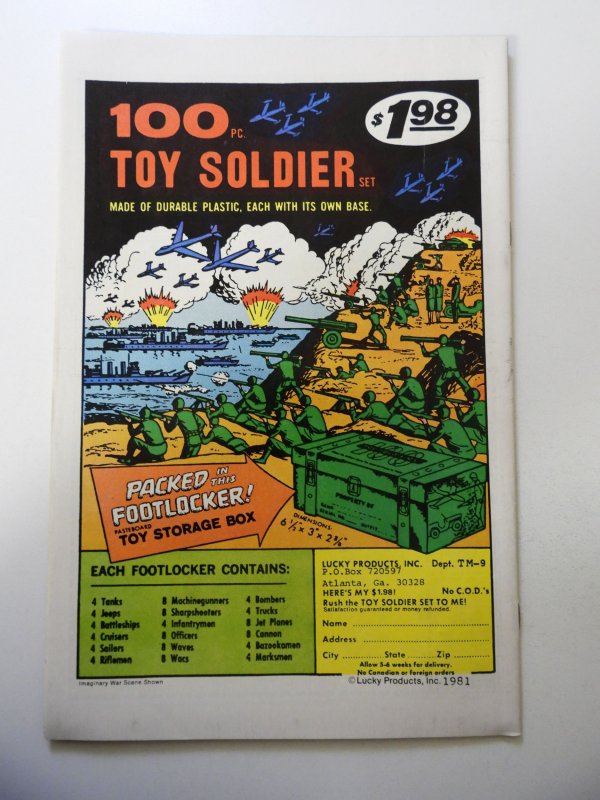 100 PC.
$1.98
TOY SOLDIER SET
MADE OF DURABLE PLASTIC, EACH WITH ITS OWN BASE.
PACKED IN THIS
FOOTLOCKER!
PASTEBOARD
TOY STORAGE BOX
DIMENSIONS:
PROPERTY OF
EACH FOOTLOCKER CONTAINS:
4 Tanks
4 Jeeps
4 Battleships
4 Cruisers
4 Sailors
4 Riflemen
8 Machinegunners
8 Sharpshooters
4 Infantrymen
8 Officers
8 Waves
8 Wacs
4 Bombers
4 Trucks
8 Jet Planes
8 Cannon
4 Bazookamen
4 Marksmen
LUCKY PRODUCTS, INC. Dept. TM-9
P.O.Box 720597
Atlanta, Ga. 30328
HERE'S MY $1.98! No C.O.D.'s
Rush the TOY SOLDIER SET TO ME!
Satisfaction guaranteed or money refunded.
Name
Address
City State Zip
Allow 5-6 weeks for delivery.
No Canadian or foreign orders
Imaginary War Scene Shown
©Lucky Products, Inc. 1981